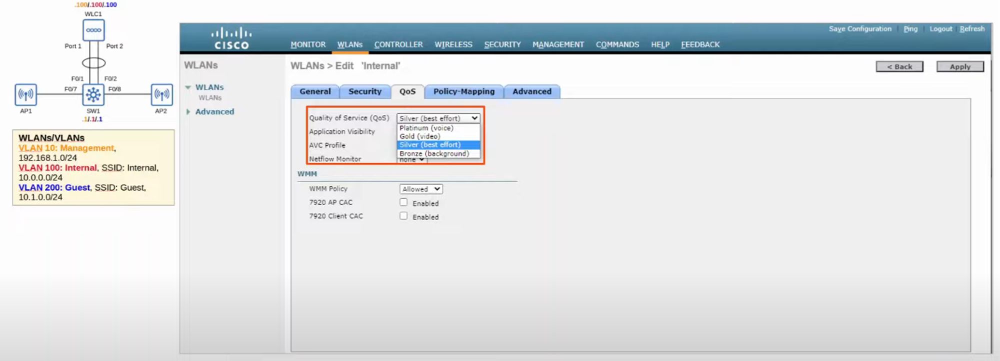 .100/.100/.100
WLC1
Port 1 Port 2
F0/1 F0/2
F0/7 F0/8
AP1 SW1 AP2
.1/.1/.1
WLANs/VLANs
VLAN 10: Management,
192.168.1.0/24
VLAN 100: Internal, SSID: Internal,
10.0.0.0/24
VLAN 200: Guest, SSID: Guest,
10.1.0.0/24
Save Configuration Ping Logout Refresh
CISCO
MONITOR WLANs CONTROLLER WIRELESS SECURITY MANAGEMENT COMMANDS HELP FEEDBACK
WLANs
WLANs
WLANs
Advanced
WLANs > Edit 'Internal'
< Back Apply
General Security QoS Policy-Mapping Advanced
Quality of Service (QoS) Silver (best effort)
Platinum (voice)
Application Visibility
Gold (video)
AVC Profile Silver (best effort)
Bronze (background)
Netflow Monitor none
WMM
WMM Policy Allowed
7920 AP CAC Enabled
7920 Client CAC Enabled